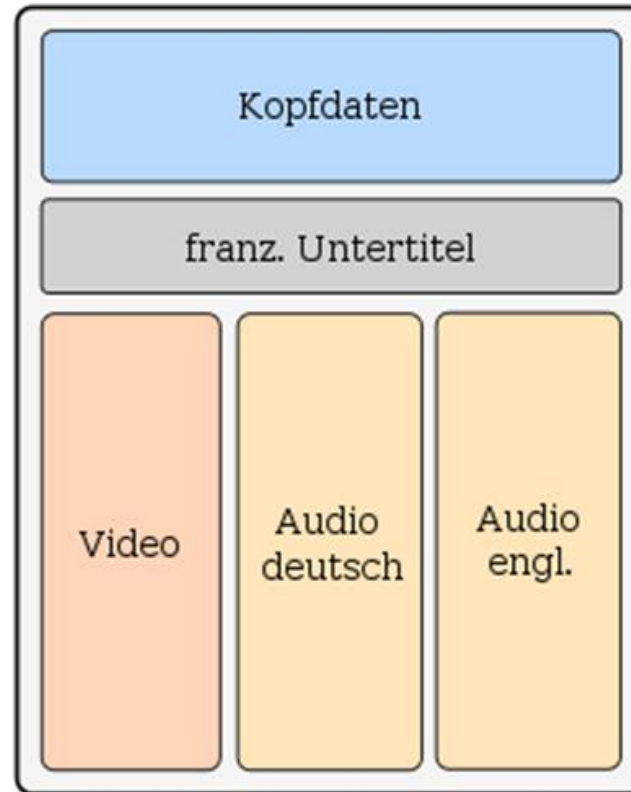 Kopfdaten
franz. Untertitel
Video
Audio
deutsch
Audio
engl.